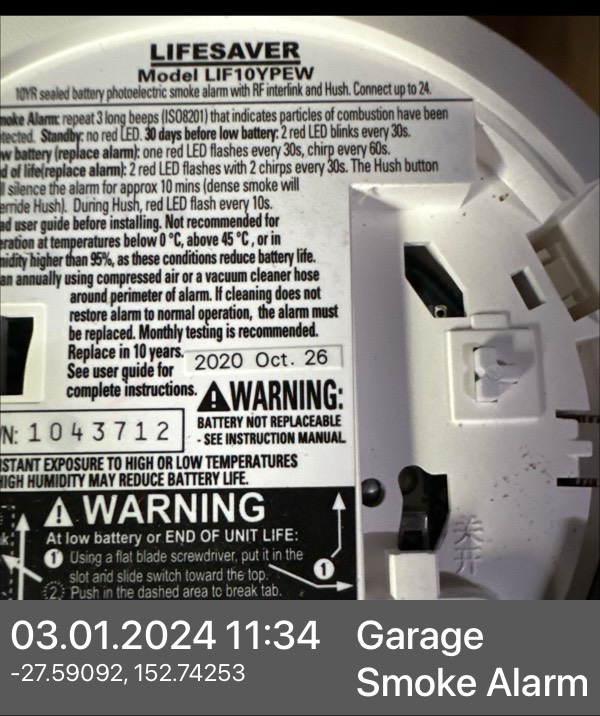 LIFESAVER
Model LIF10YPEW
10YR sealed battery photoelectric smoke alarm with RF interlink and Hush. Connect up to 24.
moke Alarm: repeat 3 long beeps (ISO8201) that indicates particles of combustion have been
tected. Standby: no red LED. 30 days before low battery: 2 red LED blinks every 30s.
w battery (replace alarm): one red LED flashes every 30s, chirp every 60s.
d of life(replace alarm): 2 red LED flashes with 2 chirps every 30s. The Hush button
l silence the alarm for approx 10 mins (dense smoke will
erride Hush). During Hush, red LED flash every 10s.
ad user guide before installing. Not recommended for
eration at temperatures below 0 °C, above 45 °C, or in
midity higher than 95%, as these conditions reduce battery life.
an annually using compressed air or a vacuum cleaner hose
around perimeter of alarm. If cleaning does not
restore alarm to normal operation, the alarm must
be replaced. Monthly testing is recommended.
Replace in 10 years.
See user guide for
complete instructions.
2020 Oct. 26
WARNING:
BATTERY NOT REPLACEABLE
- SEE INSTRUCTION MANUAL
/N: 1043712
STANT EXPOSURE TO HIGH OR LOW TEMPERATURES
HIGH HUMIDITY MAY REDUCE BATTERY LIFE.
WARNING
At low battery or END OF UNIT LIFE:
1 Using a flat blade screwdriver, put it in the
slot and slide switch toward the top.
2 Push in the dashed area to break tab.
k:
1
关
开
03.01.2024 11:34
-27.59092, 152.74253
Garage
Smoke Alarm